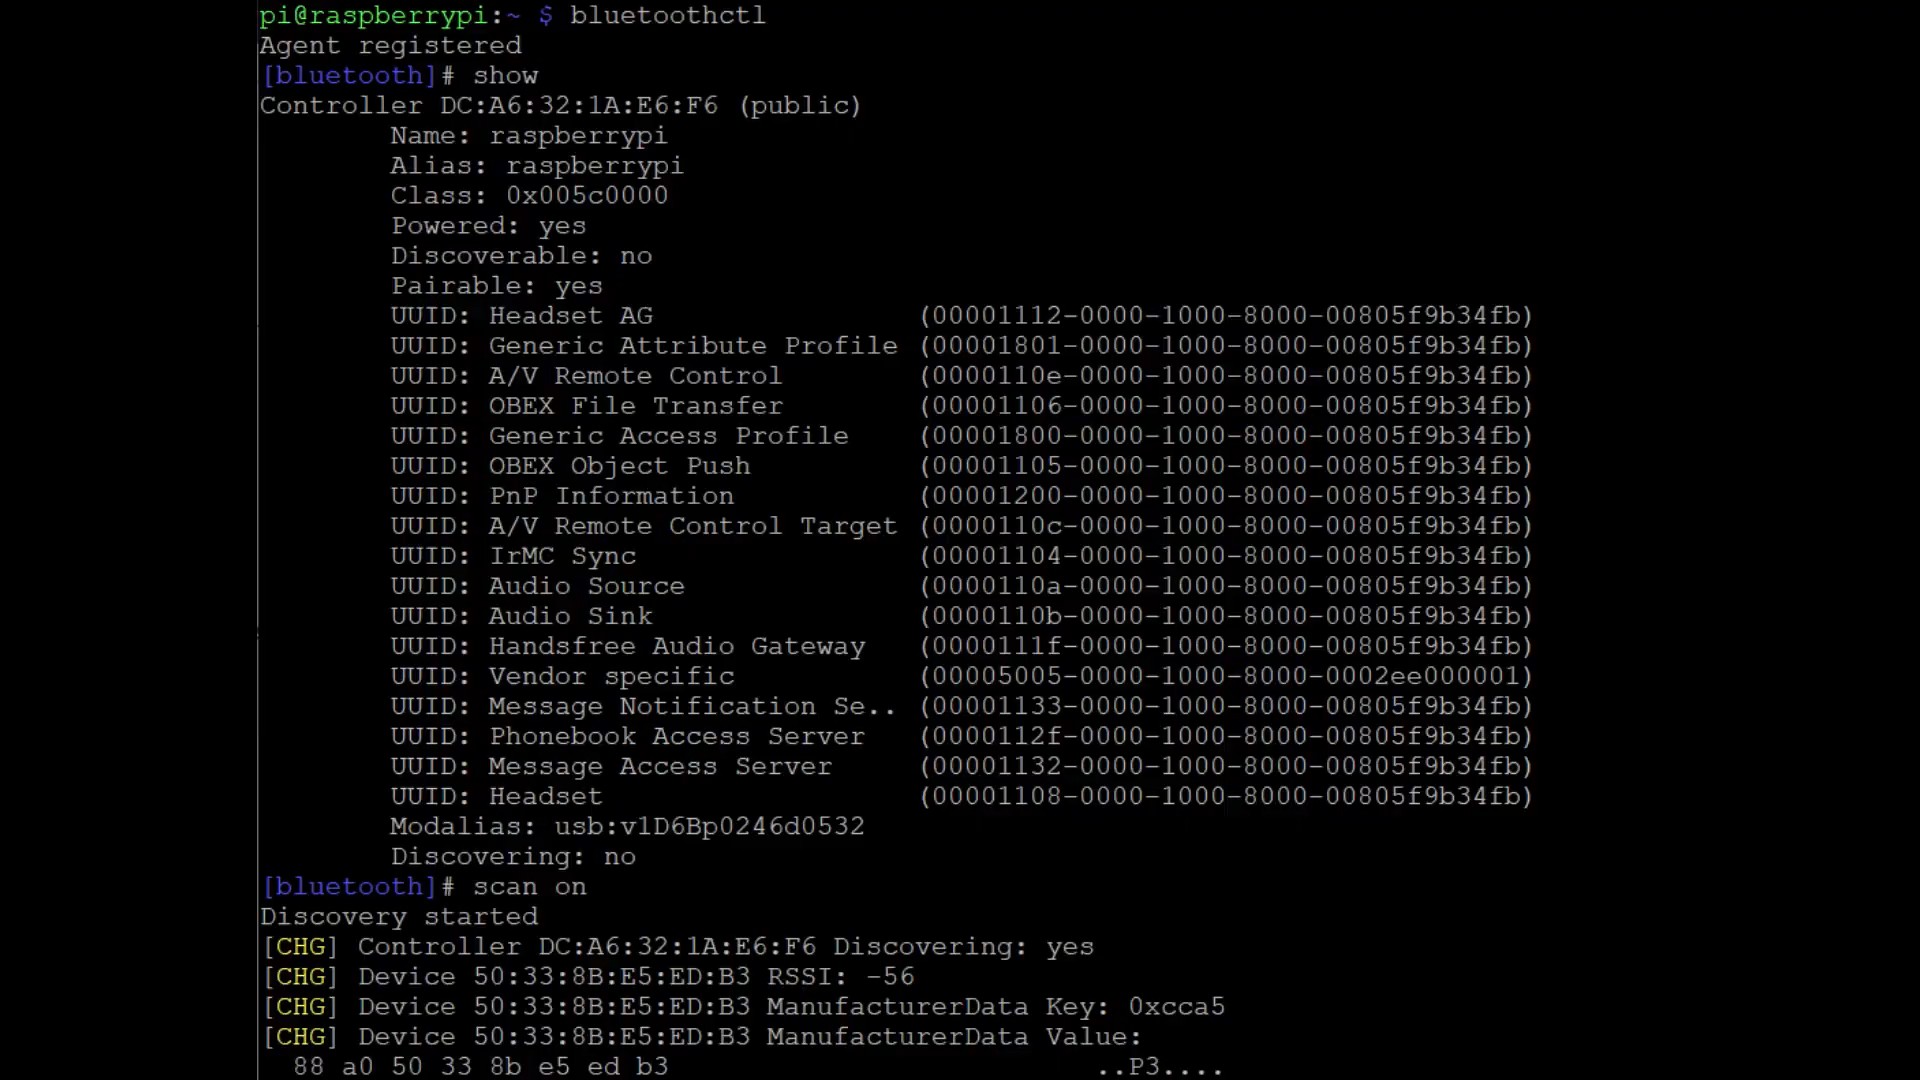 pi@raspberrypi:~ $ bluetoothctl
Agent registered
[bluetooth]# show
Controller DC:A6:32:1A:E6:F6 (public)
Name: raspberrypi
Alias: raspberrypi
Class: 0x005c0000
Powered: yes
Discoverable: no
Pairable: yes
UUID: Headset AG (00001112-0000-1000-8000-00805f9b34fb)
UUID: Generic Attribute Profile (00001801-0000-1000-8000-00805f9b34fb)
UUID: A/V Remote Control (0000110e-0000-1000-8000-00805f9b34fb)
UUID: OBEX File Transfer (00001106-0000-1000-8000-00805f9b34fb)
UUID: Generic Access Profile (00001800-0000-1000-8000-00805f9b34fb)
UUID: OBEX Object Push (00001105-0000-1000-8000-00805f9b34fb)
UUID: PnP Information (00001200-0000-1000-8000-00805f9b34fb)
UUID: A/V Remote Control Target (0000110c-0000-1000-8000-00805f9b34fb)
UUID: IrMC Sync (00001104-0000-1000-8000-00805f9b34fb)
UUID: Audio Source (0000110a-0000-1000-8000-00805f9b34fb)
UUID: Audio Sink (0000110b-0000-1000-8000-00805f9b34fb)
UUID: Handsfree Audio Gateway (0000111f-0000-1000-8000-00805f9b34fb)
UUID: Vendor specific (00005005-0000-1000-8000-0002ee000001)
UUID: Message Notification Se.. (00001133-0000-1000-8000-00805f9b34fb)
UUID: Phonebook Access Server (0000112f-0000-1000-8000-00805f9b34fb)
UUID: Message Access Server (00001132-0000-1000-8000-00805f9b34fb)
UUID: Headset (00001108-0000-1000-8000-00805f9b34fb)
Modalias: usb:v1D6Bp0246d0532
Discovering: no
[bluetooth]# scan on
Discovery started
[CHG] Controller DC:A6:32:1A:E6:F6 Discovering: yes
[CHG] Device 50:33:8B:E5:ED:B3 RSSI: -56
[CHG] Device 50:33:8B:E5:ED:B3 ManufacturerData Key: 0xcca5
[CHG] Device 50:33:8B:E5:ED:B3 ManufacturerData Value:
88 a0 50 33 8b e5 ed b3 ..P3....